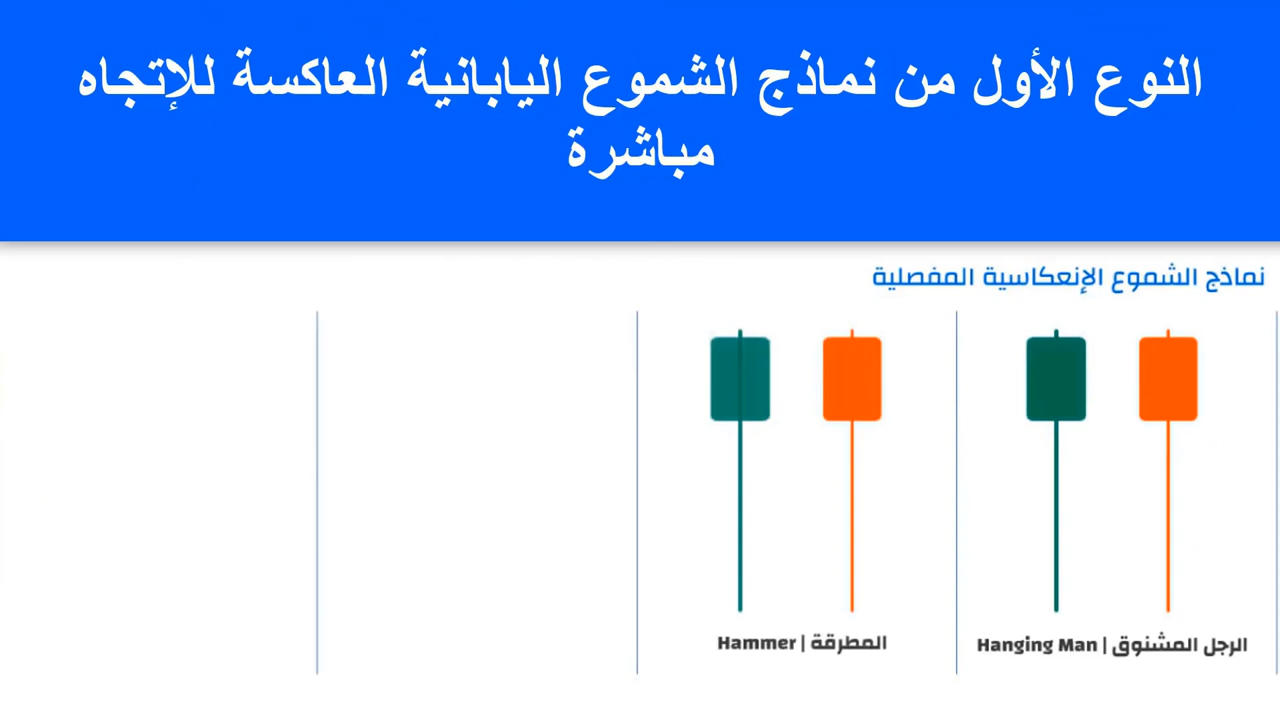 النوع الأول من نماذج الشموع اليابانية العاكسة للإتجاه
مباشرة
نماذج الشموع الإنعكاسية المفصلية
الرجل المشنوق | Hanging Man
المطرقة | Hammer